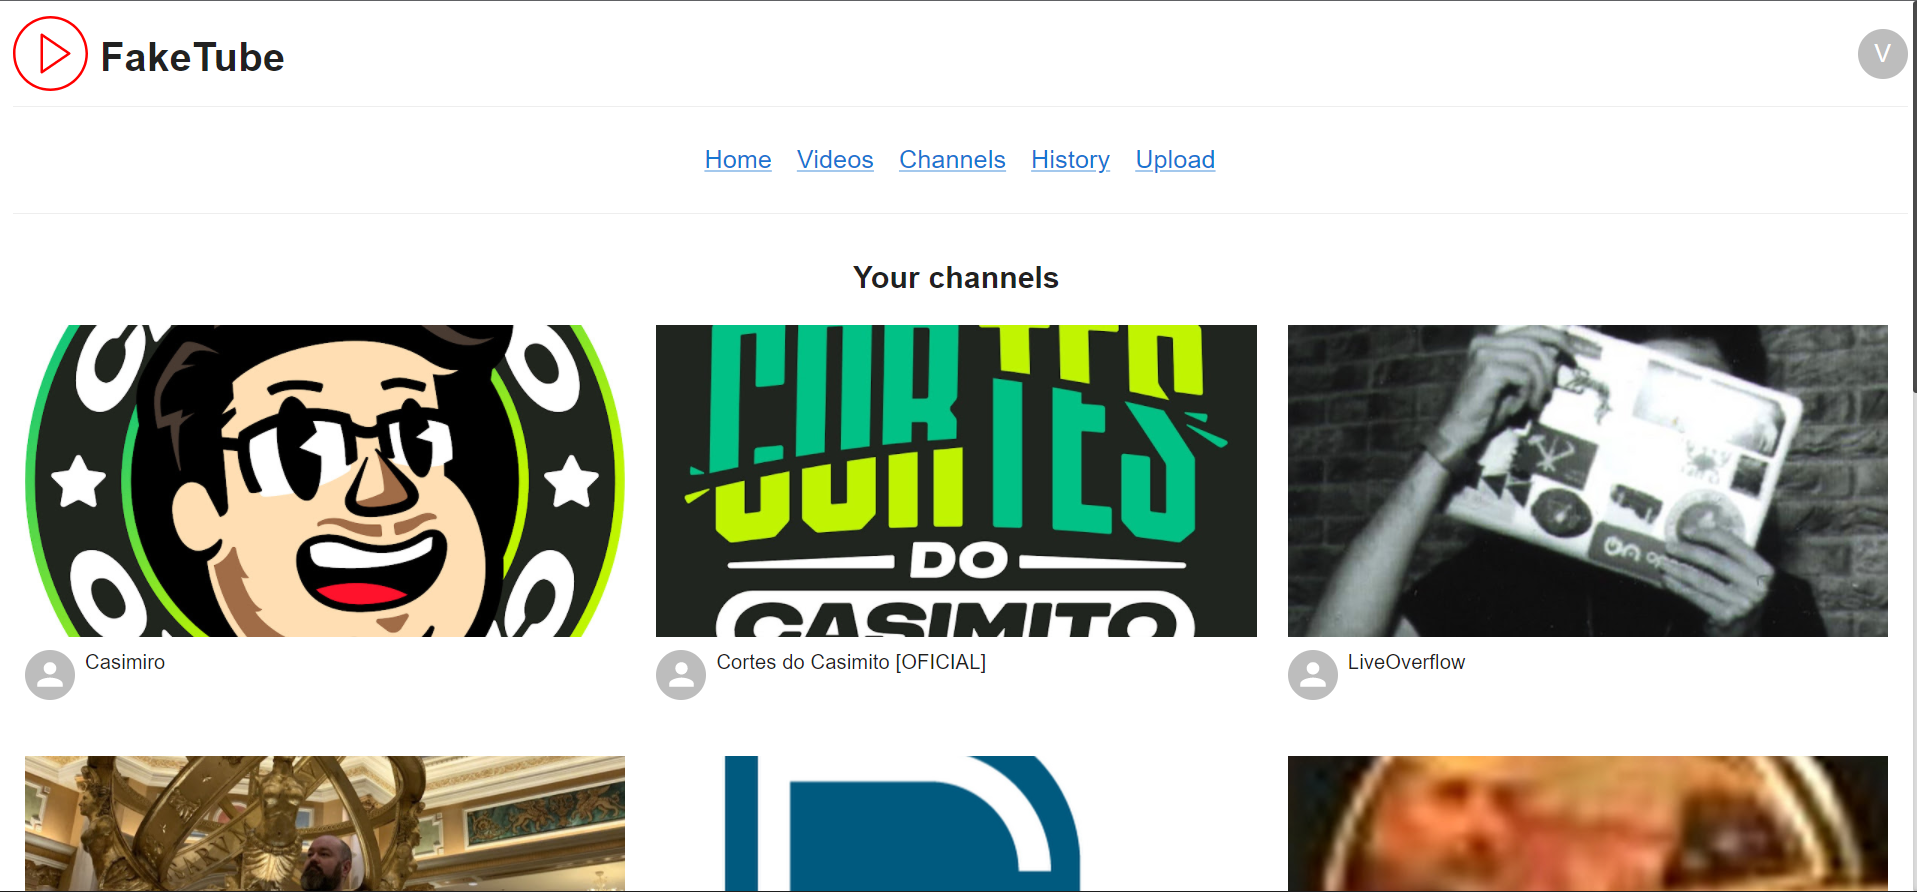 FakeTube
V
Home Videos Channels History Upload
Your channels
CORTES
DO
CASIMITO
Casimiro
Cortes do Casimito [OFICIAL]
LiveOverflow